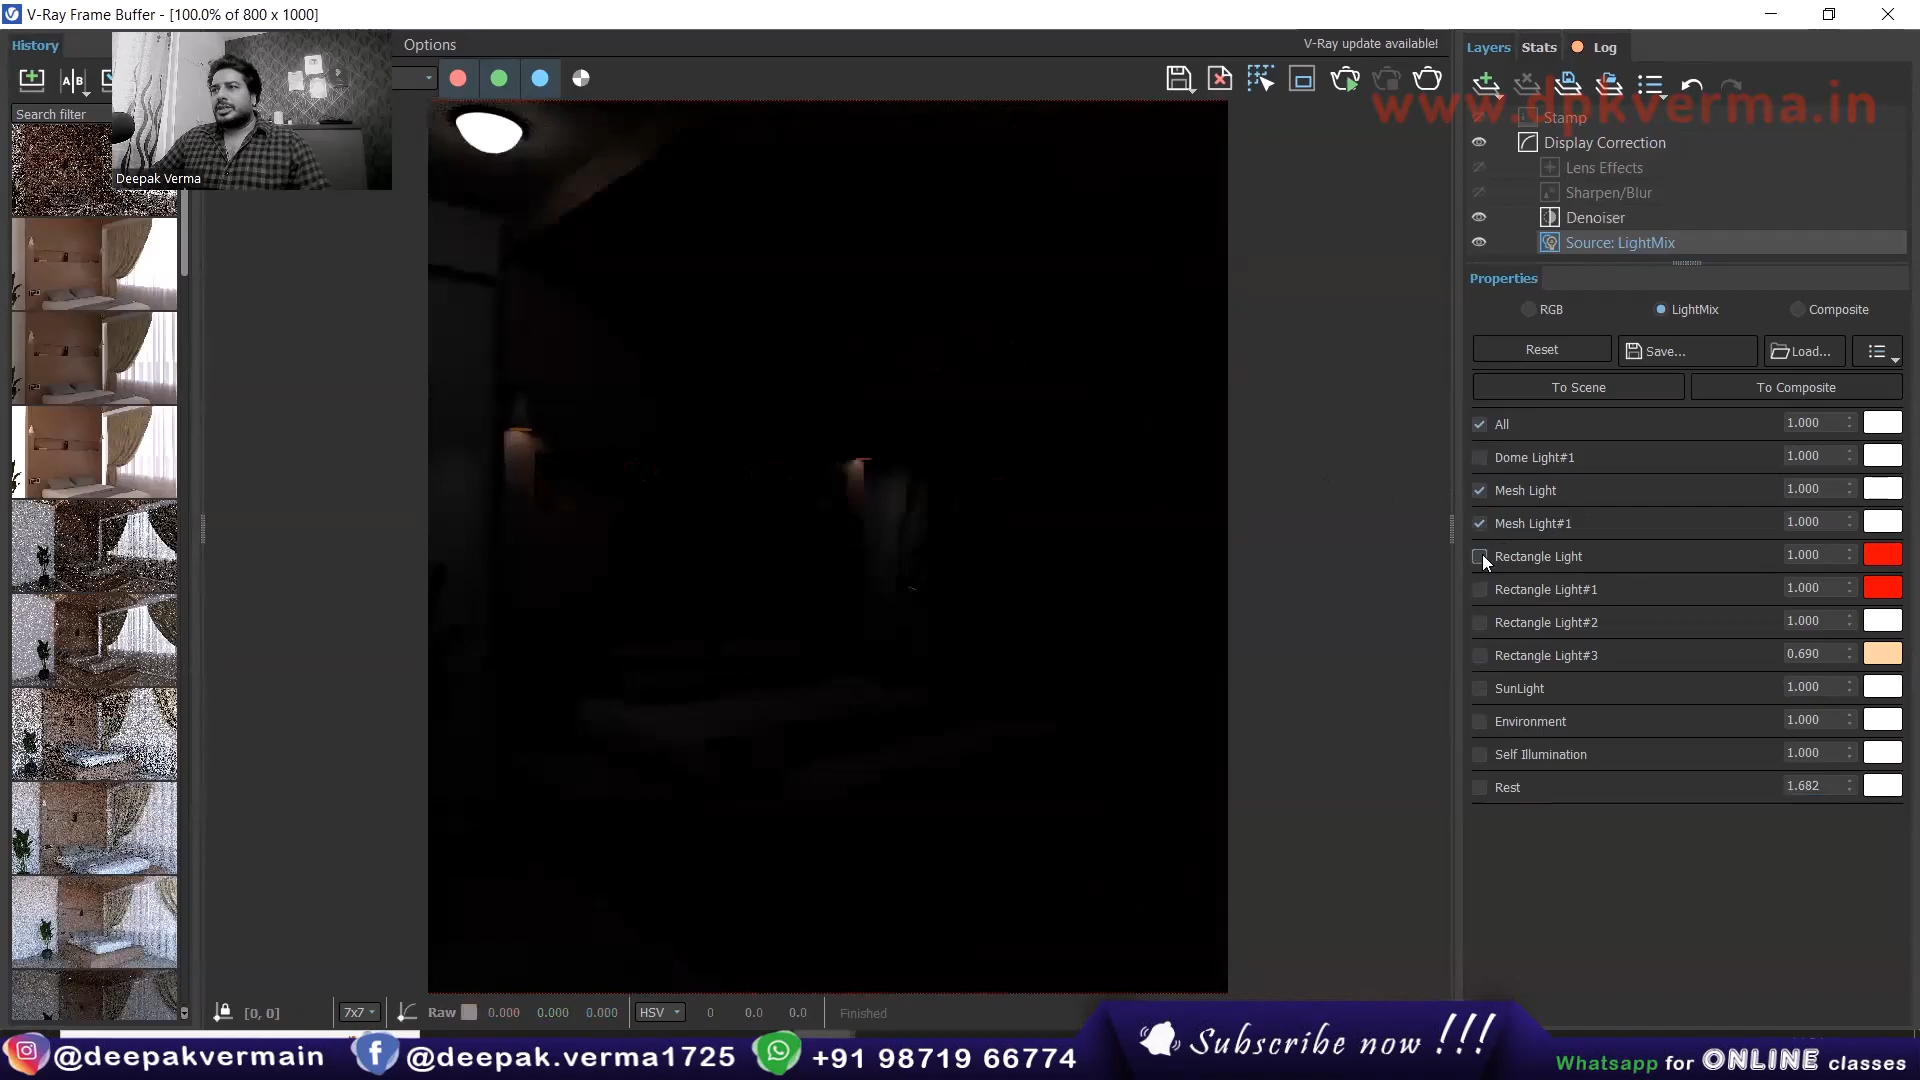 V-Ray Frame Buffer - [100.0% of 800 x 1000]
History
Options
V-Ray update available!
Layers Stats Log
www.dpkverma.in
A B
Search filter
Deepak Verma
Stamp
Display Correction
Lens Effects
Sharpen/Blur
Denoiser
Source: LightMix
Properties
RGB LightMix Composite
Reset Save... Load...
To Scene To Composite
All 1.000
Dome Light#1 1.000
Mesh Light 1.000
Mesh Light#1 1.000
Rectangle Light 1.000
Rectangle Light#1 1.000
Rectangle Light#2 1.000
Rectangle Light#3 0.690
SunLight 1.000
Environment 1.000
Self Illumination 1.000
Rest 1.682
[0, 0] 7x7 Raw 0.000 0.000 0.000 HSV 0 0.0 0.0 Finished
@deepakvermain @deepak.verma1725 +91 98719 66774 Subscribe now !!! Whatsapp for ONLINE classes